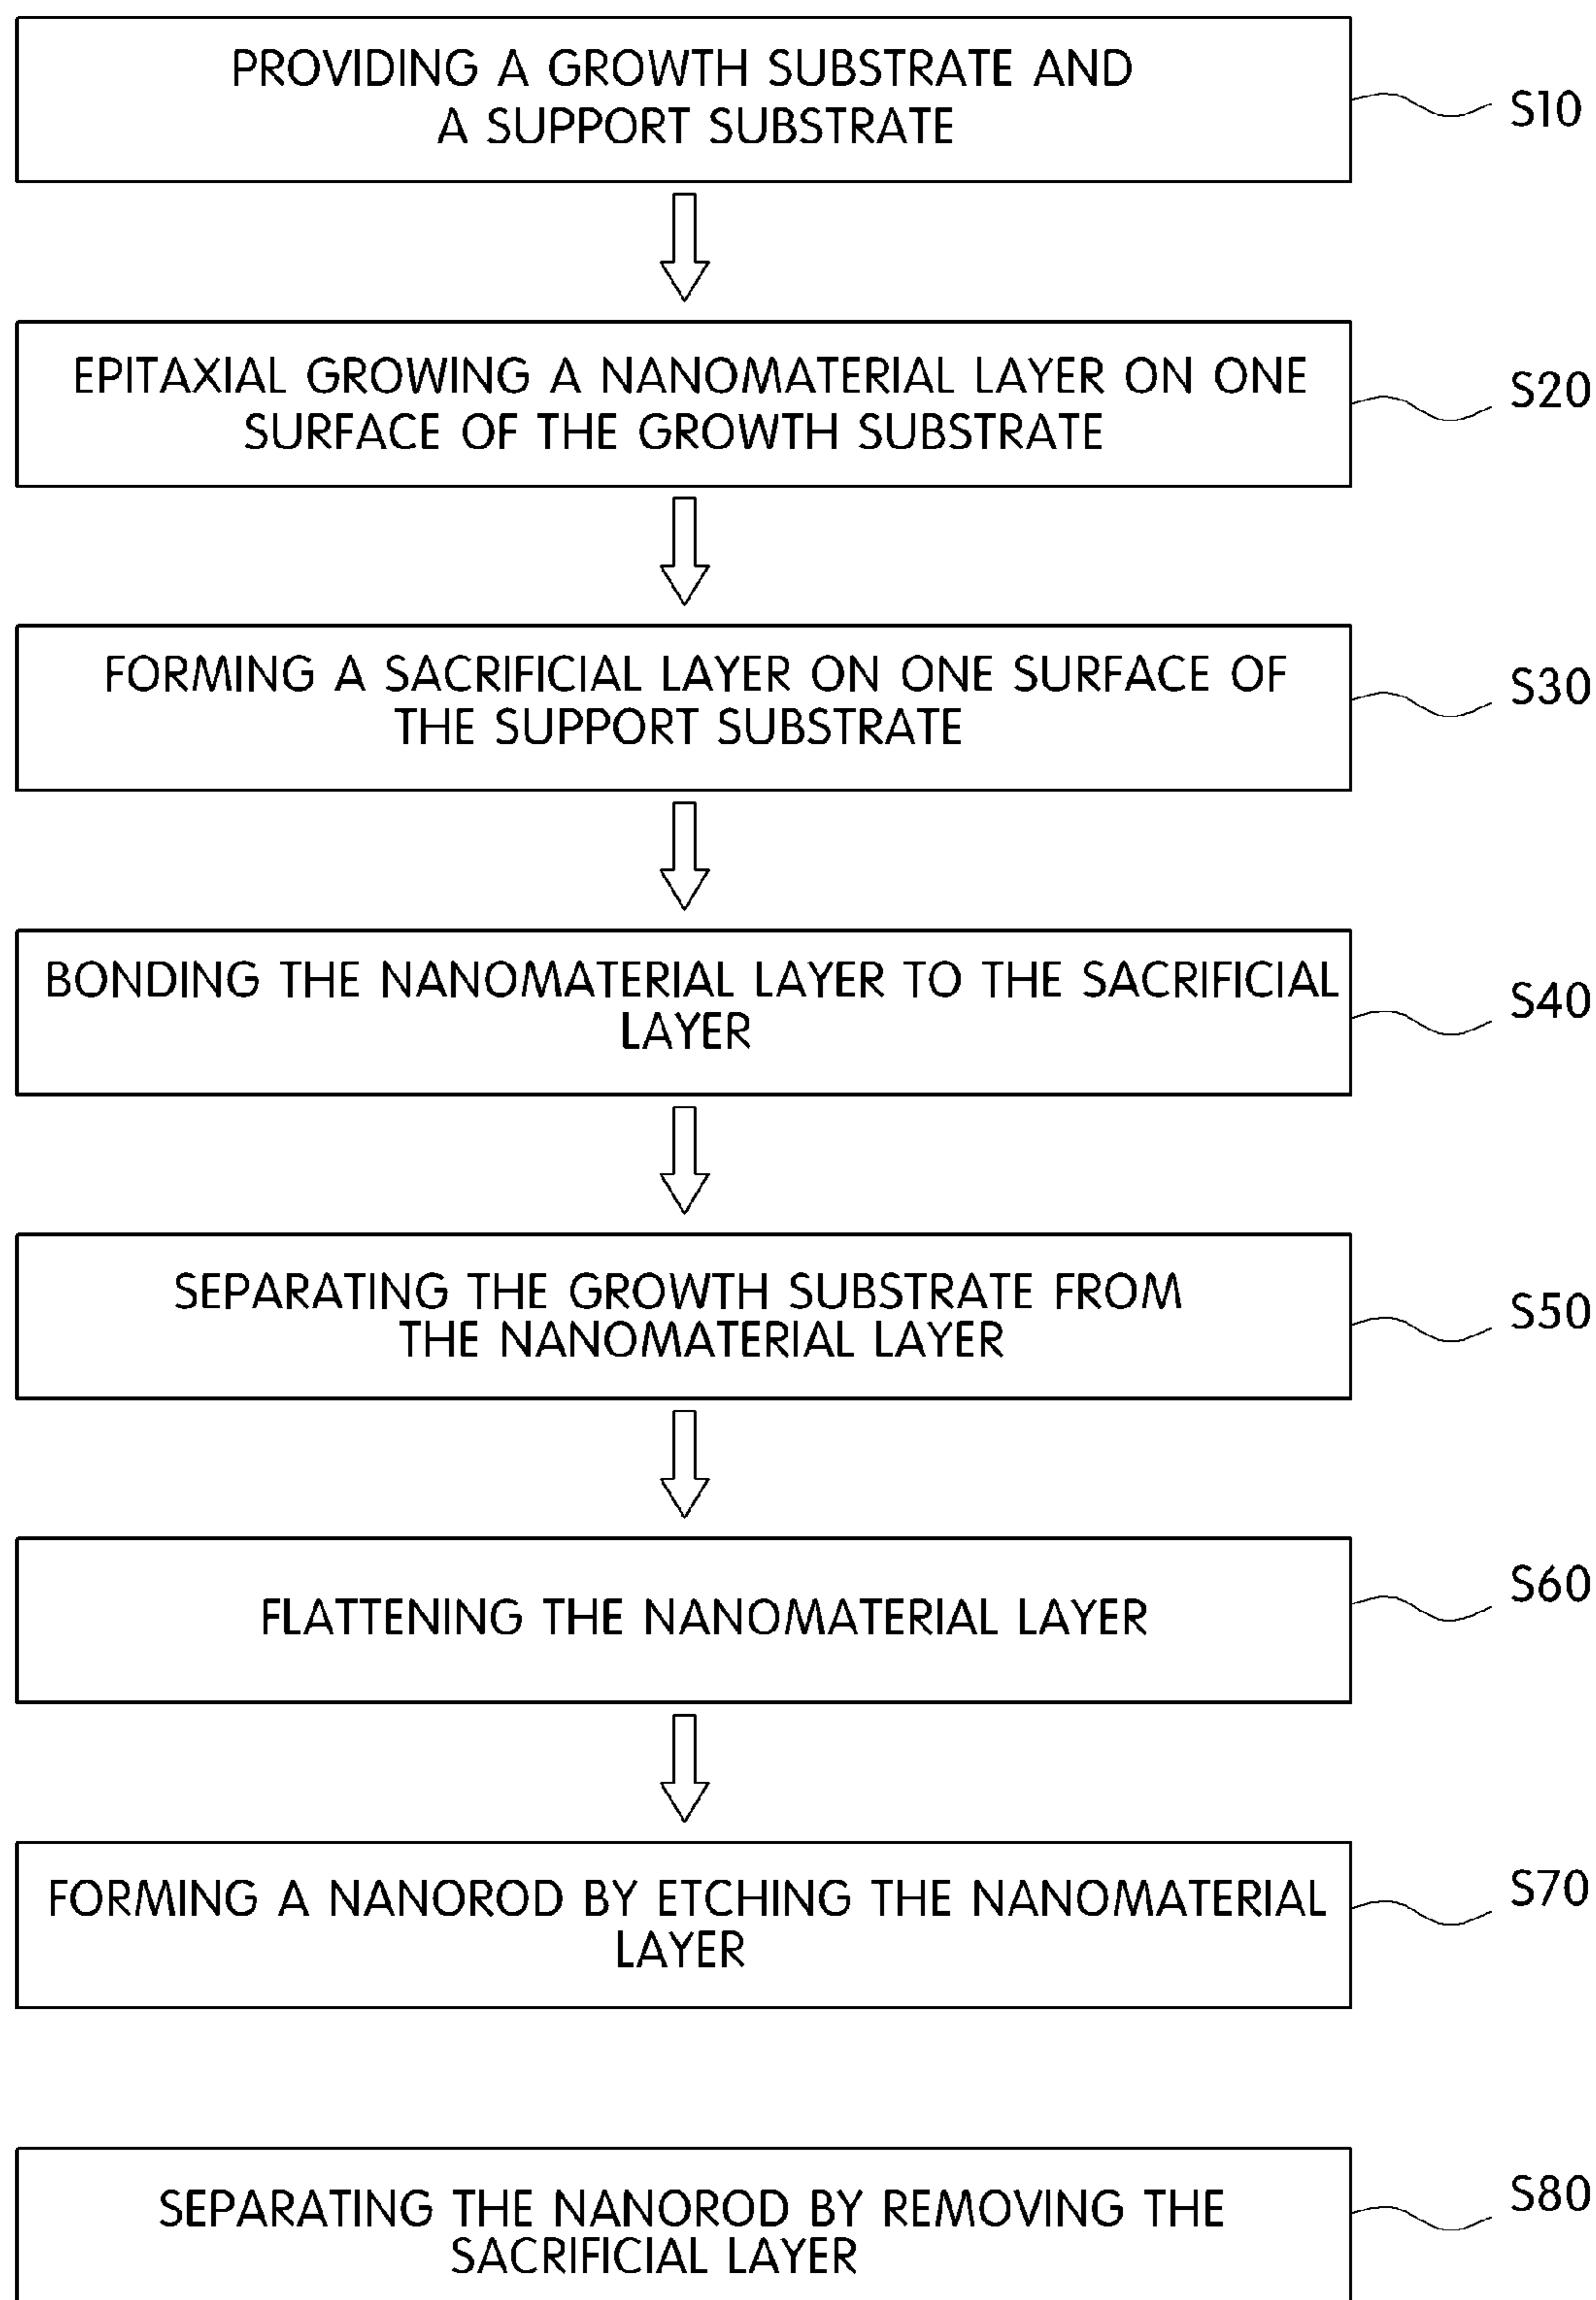 PROVIDING A GROWTH SUBSTRATE AND
A SUPPORT SUBSTRATE
S10
EPITAXIAL GROWING A NANOMATERIAL LAYER ON ONE
SURFACE OF THE GROWTH SUBSTRATE
S20
FORMING A SACRIFICIAL LAYER ON ONE SURFACE OF
THE SUPPORT SUBSTRATE
S30
BONDING THE NANOMATERIAL LAYER TO THE SACRIFICIAL
LAYER
S40
SEPARATING THE GROWTH SUBSTRATE FROM
THE NANOMATERIAL LAYER
S50
FLATTENING THE NANOMATERIAL LAYER
S60
FORMING A NANOROD BY ETCHING THE NANOMATERIAL
LAYER
S70
SEPARATING THE NANOROD BY REMOVING THE
SACRIFICIAL LAYER
S80